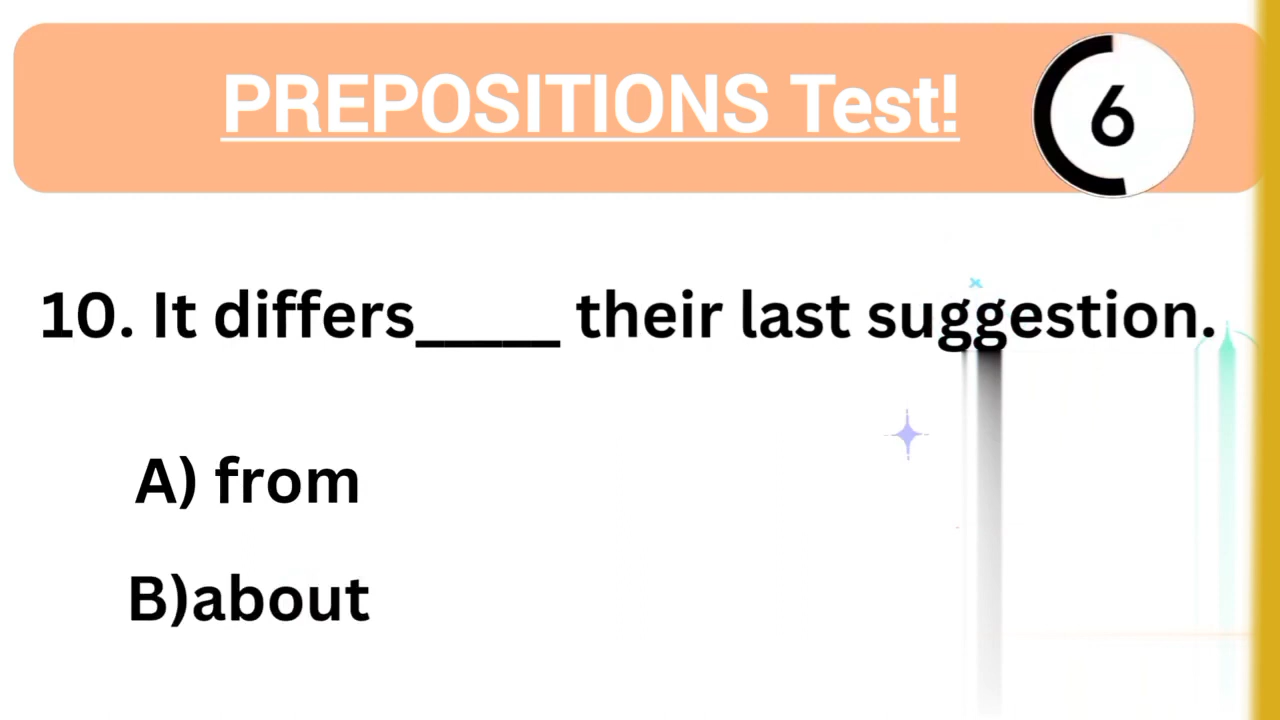 PREPOSITIONS Test!
6
10. It differs_____ their last suggestion.
A) from
B)about